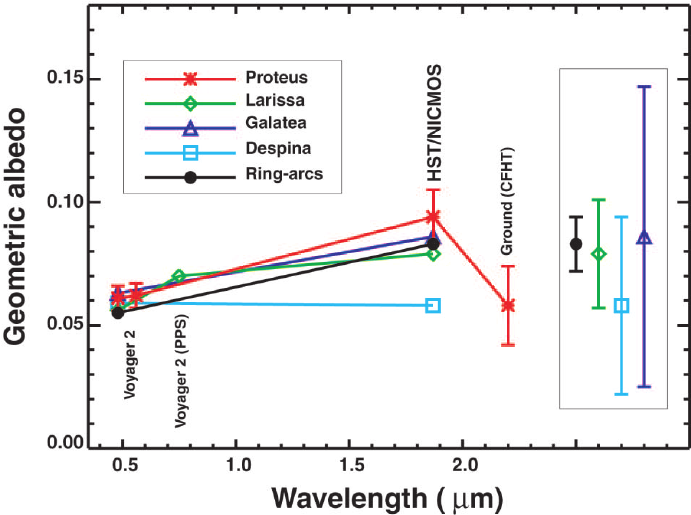 Geometric albedo
0.15
0.10
0.05
0.00
Proteus
Larissa
Galatea
Despina
Ring-arcs
HST/NICMOS
Ground (CFHT)
Voyager 2
Voyager 2 (PPS)
0.5 1.0 1.5 2.0
Wavelength ( μm)